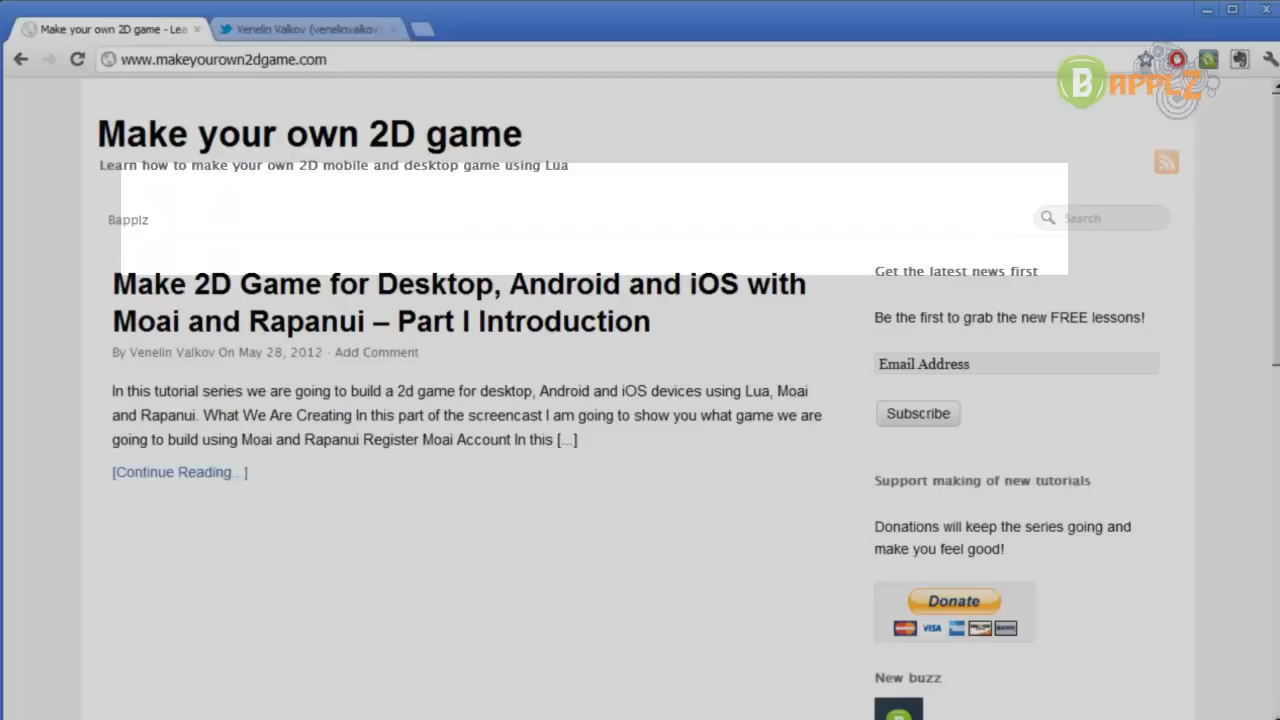 Make your own 2D game - Lea
Venelin Valkov (venelinvalkov)
www.makeyourown2dgame.com
B APPLZ
Make your own 2D game
Learn how to make your own 2D mobile and desktop game using Lua
Bapplz
Search
Make 2D Game for Desktop, Android and iOS with
Moai and Rapanui – Part I Introduction
By Venelin Valkov On May 28, 2012 · Add Comment
In this tutorial series we are going to build a 2d game for desktop, Android and iOS devices using Lua, Moai
and Rapanui. What We Are Creating In this part of the screencast I am going to show you what game we are
going to build using Moai and Rapanui Register Moai Account In this [...]
[Continue Reading...]
Get the latest news first
Be the first to grab the new FREE lessons!
Email Address
Subscribe
Support making of new tutorials
Donations will keep the series going and
make you feel good!
Donate
VISA
New buzz
B